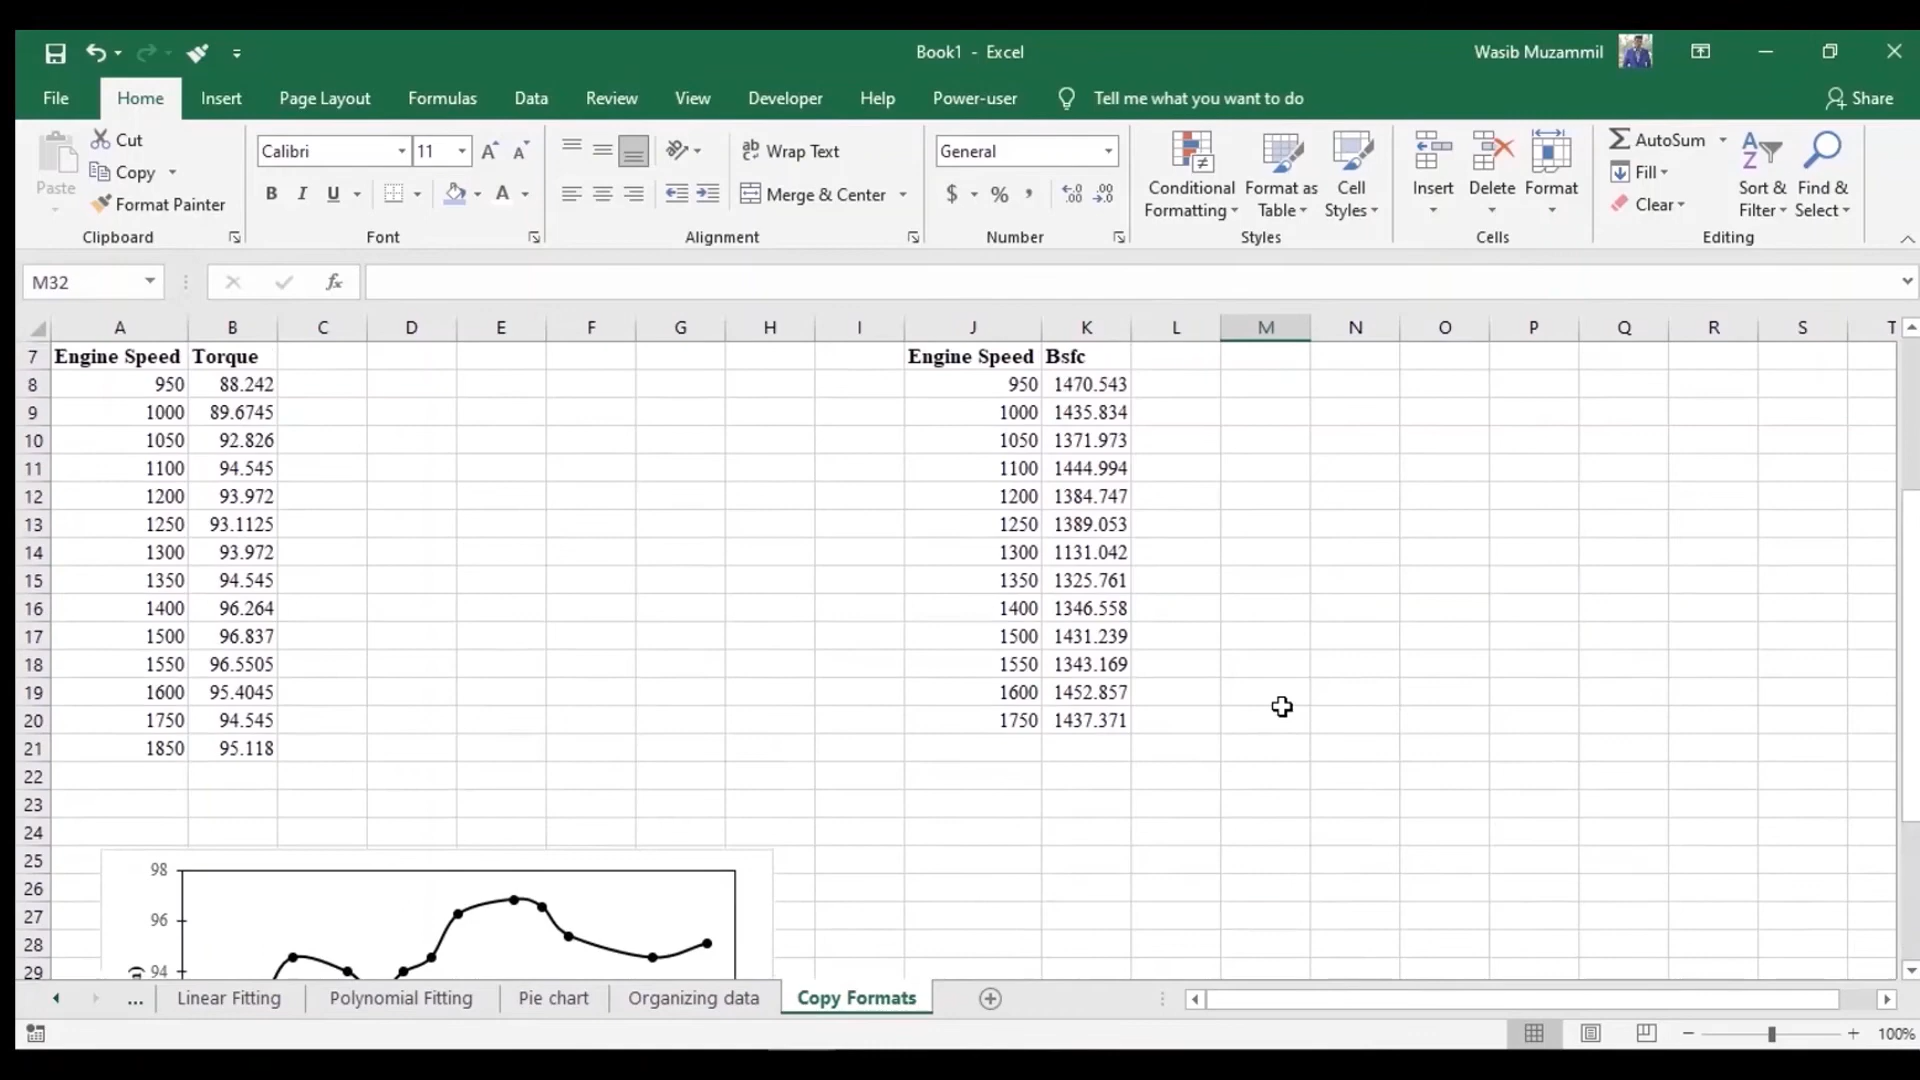 Book1 - Excel
Wasib Muzammil
File Home Insert Page Layout Formulas Data Review View Developer Help Power-user Tell me what you want to do Share
Paste
Cut
Copy
Format Painter
Clipboard
Calibri 11
B I U A
Font
Wrap Text
Merge & Center
Alignment
General
$ % ,
Number
Conditional Formatting
Format as Table
Cell Styles
Styles
Insert Delete Format
Cells
AutoSum
Fill
Clear
Sort & Filter
Find & Select
Editing
M32 fx
A B C D E F G H I J K L M N O P Q R S T
7 Engine Speed Torque Engine Speed Bsfc
8 950 88.242 950 1470.543
9 1000 89.6745 1000 1435.834
10 1050 92.826 1050 1371.973
11 1100 94.545 1100 1444.994
12 1200 93.972 1200 1384.747
13 1250 93.1125 1250 1389.053
14 1300 93.972 1300 1131.042
15 1350 94.545 1350 1325.761
16 1400 96.264 1400 1346.558
17 1500 96.837 1500 1431.239
18 1550 96.5505 1550 1343.169
19 1600 95.4045 1600 1452.857
20 1750 94.545 1750 1437.371
21 1850 95.118
22
23
24
25
26
27
28
29
98
96
94
... Linear Fitting Polynomial Fitting Pie chart Organizing data Copy Formats
100%